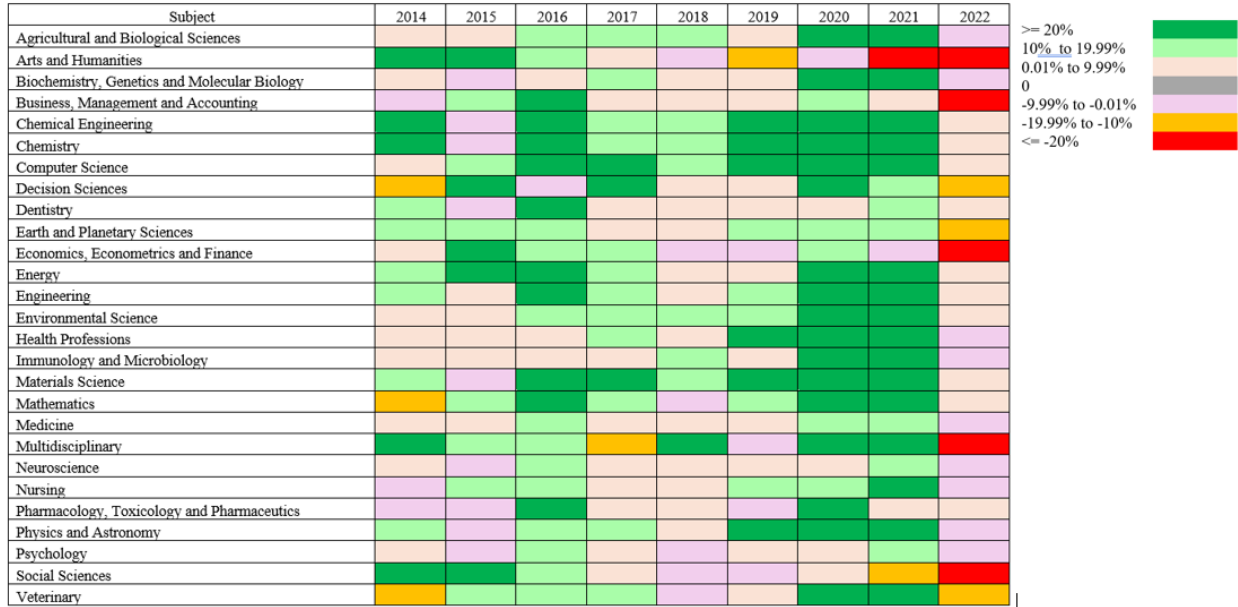 Subject 2014 2015 2016 2017 2018 2019 2020 2021 2022
Agricultural and Biological Sciences
Arts and Humanities
Biochemistry, Genetics and Molecular Biology
Business, Management and Accounting
Chemical Engineering
Chemistry
Computer Science
Decision Sciences
Dentistry
Earth and Planetary Sciences
Economics, Econometrics and Finance
Energy
Engineering
Environmental Science
Health Professions
Immunology and Microbiology
Materials Science
Mathematics
Medicine
Multidisciplinary
Neuroscience
Nursing
Pharmacology, Toxicology and Pharmaceutics
Physics and Astronomy
Psychology
Social Sciences
Veterinary
>= 20%
10% to 19.99%
0.01% to 9.99%
0
-9.99% to -0.01%
-19.99% to -10%
<= -20%